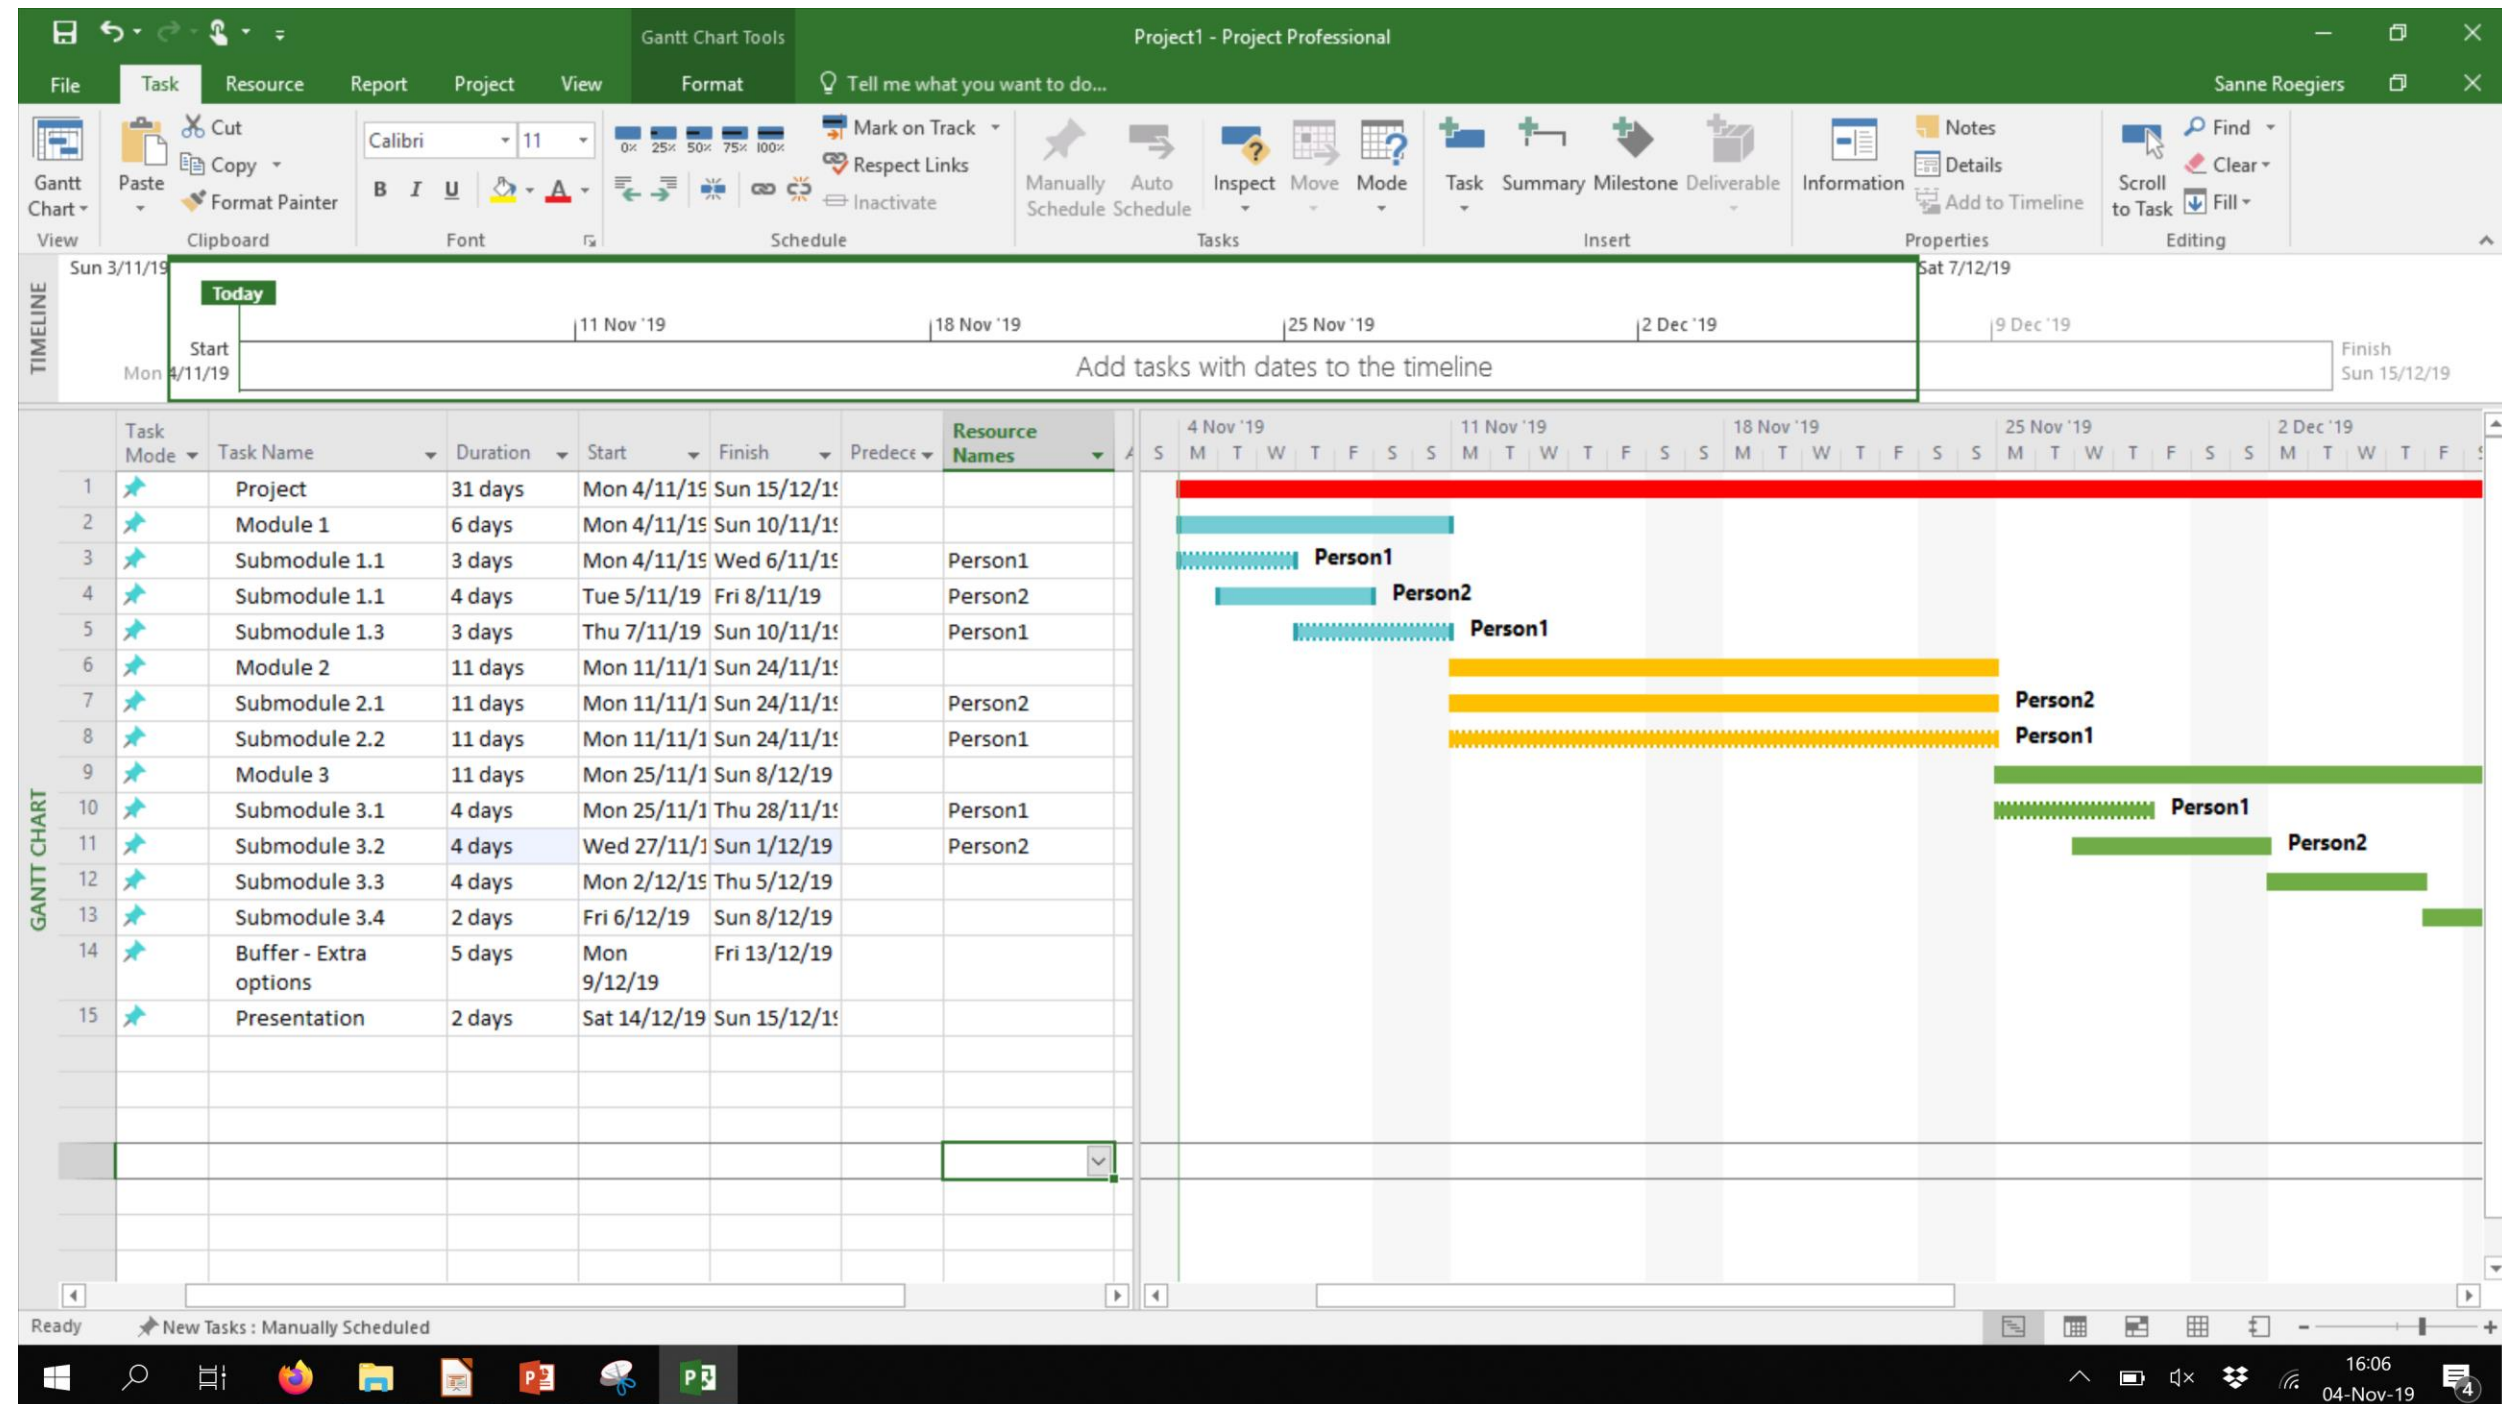 Gantt Chart Tools
Project1 - Project Professional
File Task Resource Report Project View Format Tell me what you want to do... Sanne Roegiers
Gantt Chart
View
Paste
Cut
Copy
Format Painter
Clipboard
Calibri 11
B I U A
Font
0% 25% 50% 75% 100%
Mark on Track
Respect Links
Inactivate
Schedule
Manually Schedule
Auto Schedule
Inspect
Move
Mode
Tasks
Task
Summary
Milestone
Deliverable
Insert
Information
Notes
Details
Add to Timeline
Properties
Scroll to Task
Find
Clear
Fill
Editing
TIMELINE
Sun 3/11/19
Sat 7/12/19
Today
11 Nov '19 18 Nov '19 25 Nov '19 2 Dec '19 9 Dec '19
Start
Mon 4/11/19
Add tasks with dates to the timeline
Finish
Sun 15/12/19
GANTT CHART
Task Mode Task Name Duration Start Finish Predece Resource Names
4 Nov '19 11 Nov '19 18 Nov '19 25 Nov '19 2 Dec '19
S M T W T F S S M T W T F S S M T W T F S S M T W T F S S M T W T F
1 Project 31 days Mon 4/11/19 Sun 15/12/19
2 Module 1 6 days Mon 4/11/19 Sun 10/11/19
3 Submodule 1.1 3 days Mon 4/11/19 Wed 6/11/19 Person1 Person1
4 Submodule 1.1 4 days Tue 5/11/19 Fri 8/11/19 Person2 Person2
5 Submodule 1.3 3 days Thu 7/11/19 Sun 10/11/19 Person1 Person1
6 Module 2 11 days Mon 11/11/1 Sun 24/11/19
7 Submodule 2.1 11 days Mon 11/11/1 Sun 24/11/19 Person2 Person2
8 Submodule 2.2 11 days Mon 11/11/1 Sun 24/11/19 Person1 Person1
9 Module 3 11 days Mon 25/11/1 Sun 8/12/19
10 Submodule 3.1 4 days Mon 25/11/1 Thu 28/11/19 Person1 Person1
11 Submodule 3.2 4 days Wed 27/11/1 Sun 1/12/19 Person2 Person2
12 Submodule 3.3 4 days Mon 2/12/19 Thu 5/12/19
13 Submodule 3.4 2 days Fri 6/12/19 Sun 8/12/19
14 Buffer - Extra options 5 days Mon 9/12/19 Fri 13/12/19
15 Presentation 2 days Sat 14/12/19 Sun 15/12/19
Ready New Tasks : Manually Scheduled
16:06
04-Nov-19
4